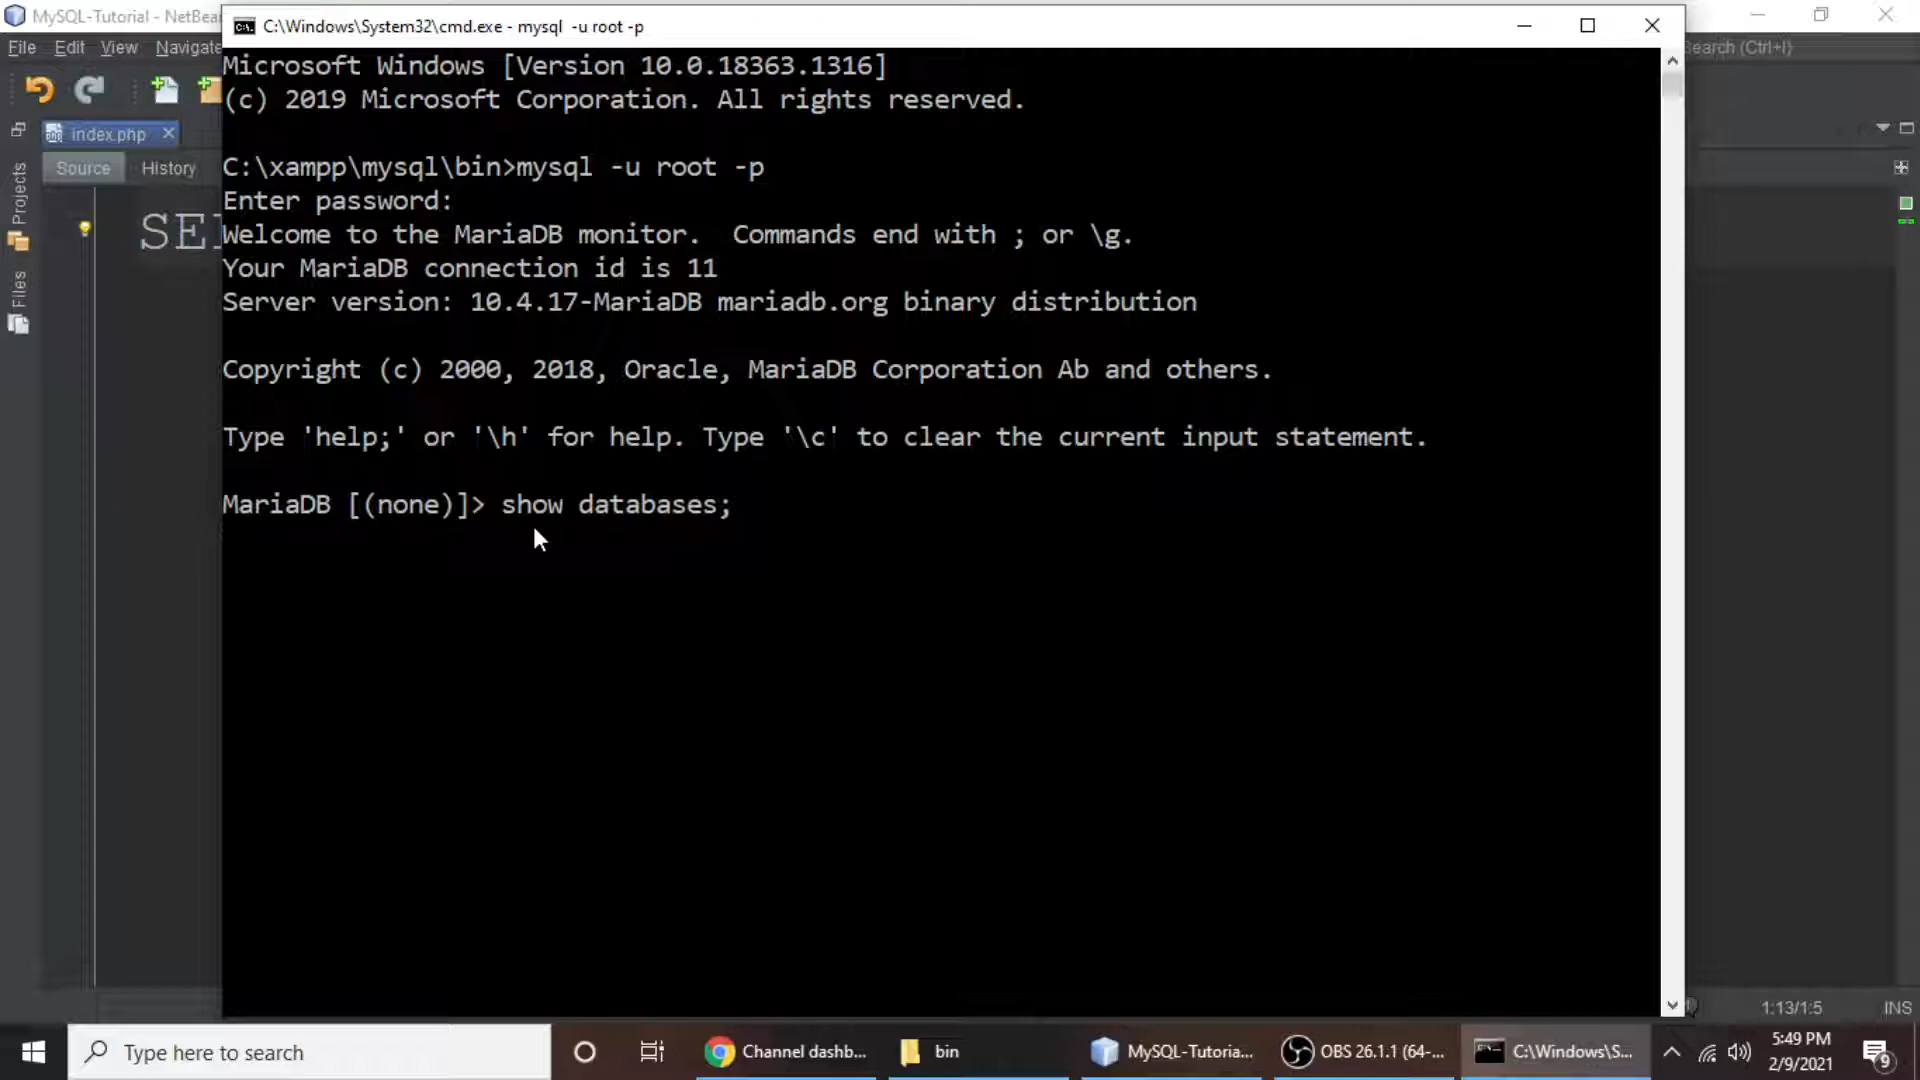 MySQL-Tutorial - NetBea
C:\Windows\System32\cmd.exe - mysql -u root -p
File Edit View Navigate
Search (Ctrl+I)
index.php
Source History
Projects
Files
SE
Microsoft Windows [Version 10.0.18363.1316]
(c) 2019 Microsoft Corporation. All rights reserved.
C:\xampp\mysql\bin>mysql -u root -p
Enter password:
Welcome to the MariaDB monitor.  Commands end with ; or \g.
Your MariaDB connection id is 11
Server version: 10.4.17-MariaDB mariadb.org binary distribution
Copyright (c) 2000, 2018, Oracle, MariaDB Corporation Ab and others.
Type 'help;' or '\h' for help. Type '\c' to clear the current input statement.
MariaDB [(none)]> show databases;
1:13/1:5 INS
Type here to search
Channel dashb...
bin
MySQL-Tutoria...
OBS 26.1.1 (64-...
C:\Windows\S...
5:49 PM
2/9/2021
9